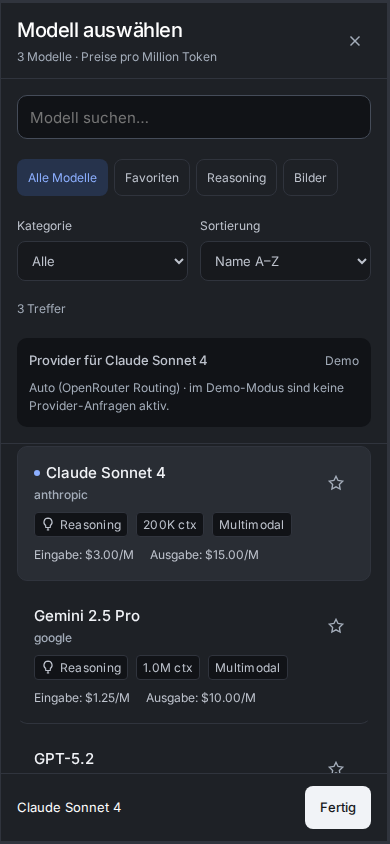 Modell auswählen
3 Modelle · Preise pro Million Token
Modell suchen...
Alle Modelle
Favoriten
Reasoning
Bilder
Kategorie
Sortierung
Alle
Name A–Z
3 Treffer
Provider für Claude Sonnet 4
Demo
Auto (OpenRouter Routing) · im Demo-Modus sind keine
Provider-Anfragen aktiv.
Claude Sonnet 4
anthropic
Reasoning
200K ctx
Multimodal
Eingabe: $3.00/M
Ausgabe: $15.00/M
Gemini 2.5 Pro
google
Reasoning
1.0M ctx
Multimodal
Eingabe: $1.25/M
Ausgabe: $10.00/M
GPT-5.2
Claude Sonnet 4
Fertig